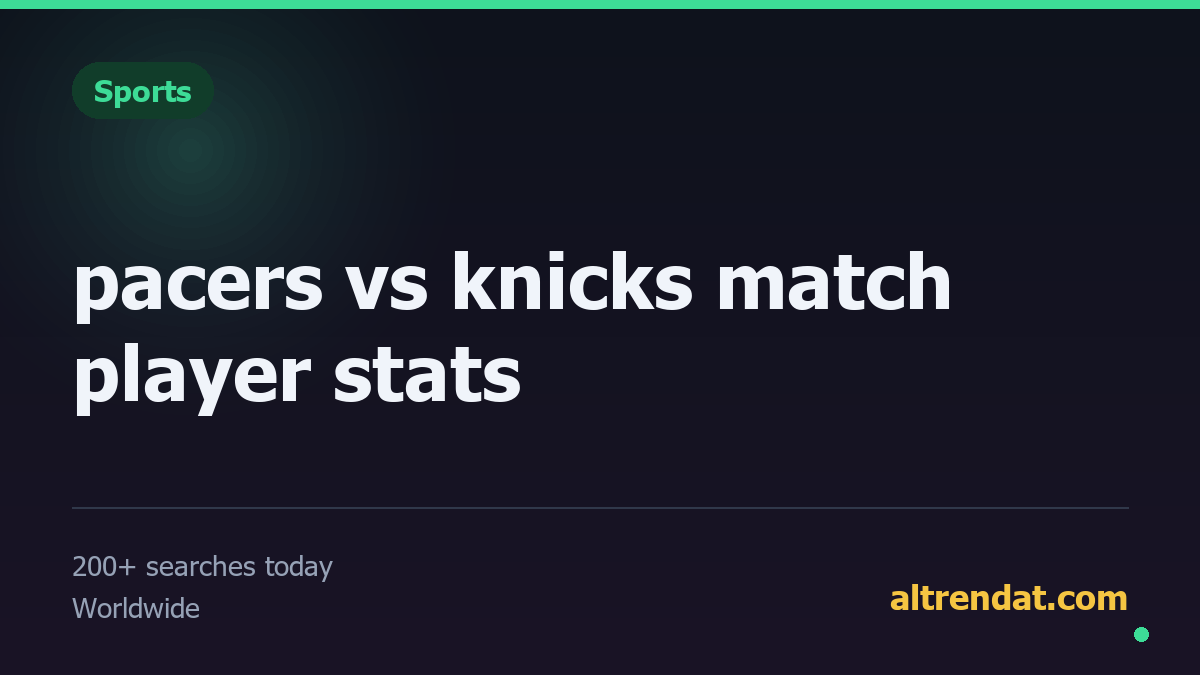 Sports
pacers vs knicks match
player stats
200+ searches today
Worldwide
altrendat.com